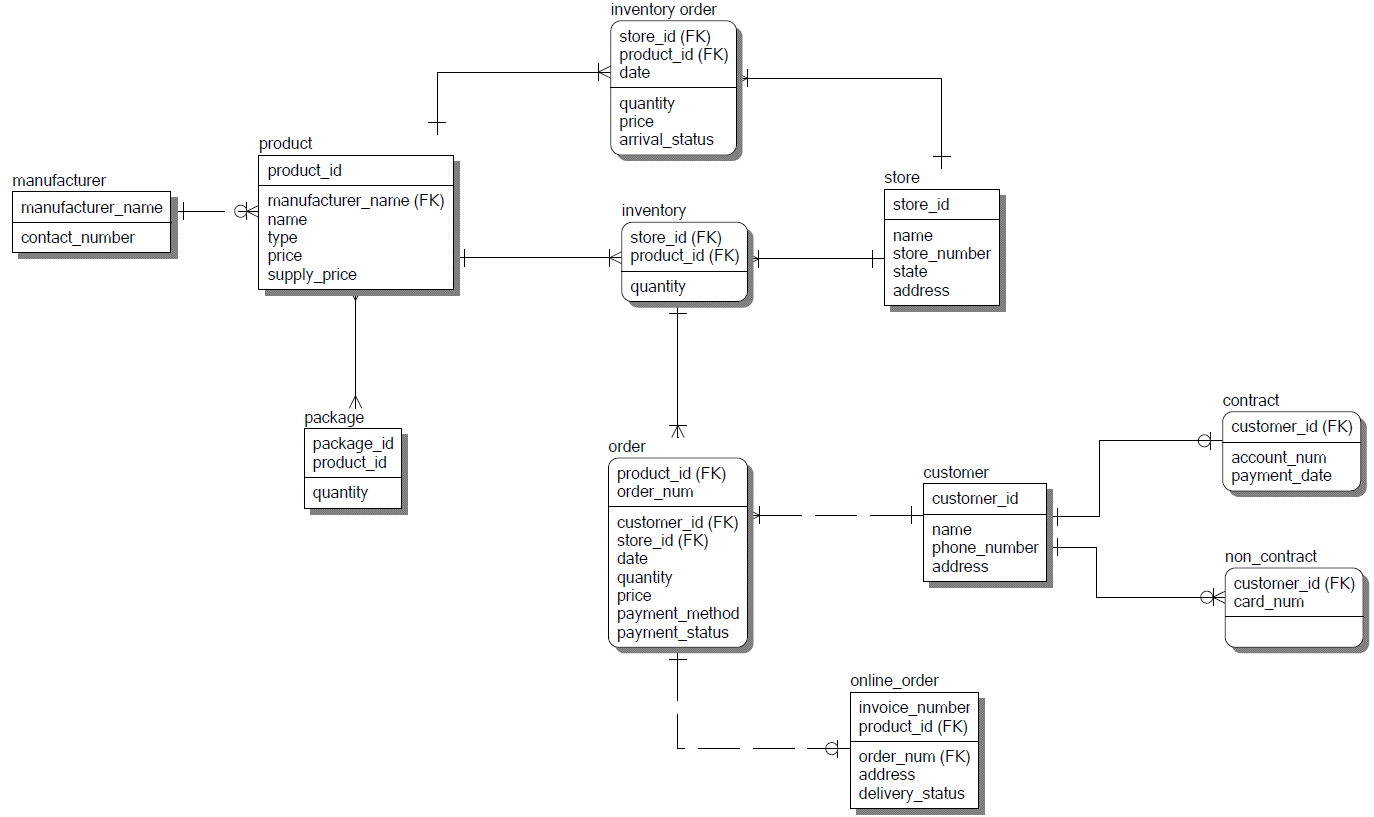 inventory order
store_id (FK)
product_id (FK)
date
quantity
price
arrival_status
product
product_id
manufacturer_name (FK)
name
type
price
supply_price
manufacturer
manufacturer_name
contact_number
store
store_id
name
store_number
state
address
inventory
store_id (FK)
product_id (FK)
quantity
package
package_id
product_id
quantity
order
product_id (FK)
order_num
customer_id (FK)
store_id (FK)
date
quantity
price
payment_method
payment_status
customer
customer_id
name
phone_number
address
contract
customer_id (FK)
account_num
payment_date
non_contract
customer_id (FK)
card_num
online_order
invoice_number
product_id (FK)
order_num (FK)
address
delivery_status